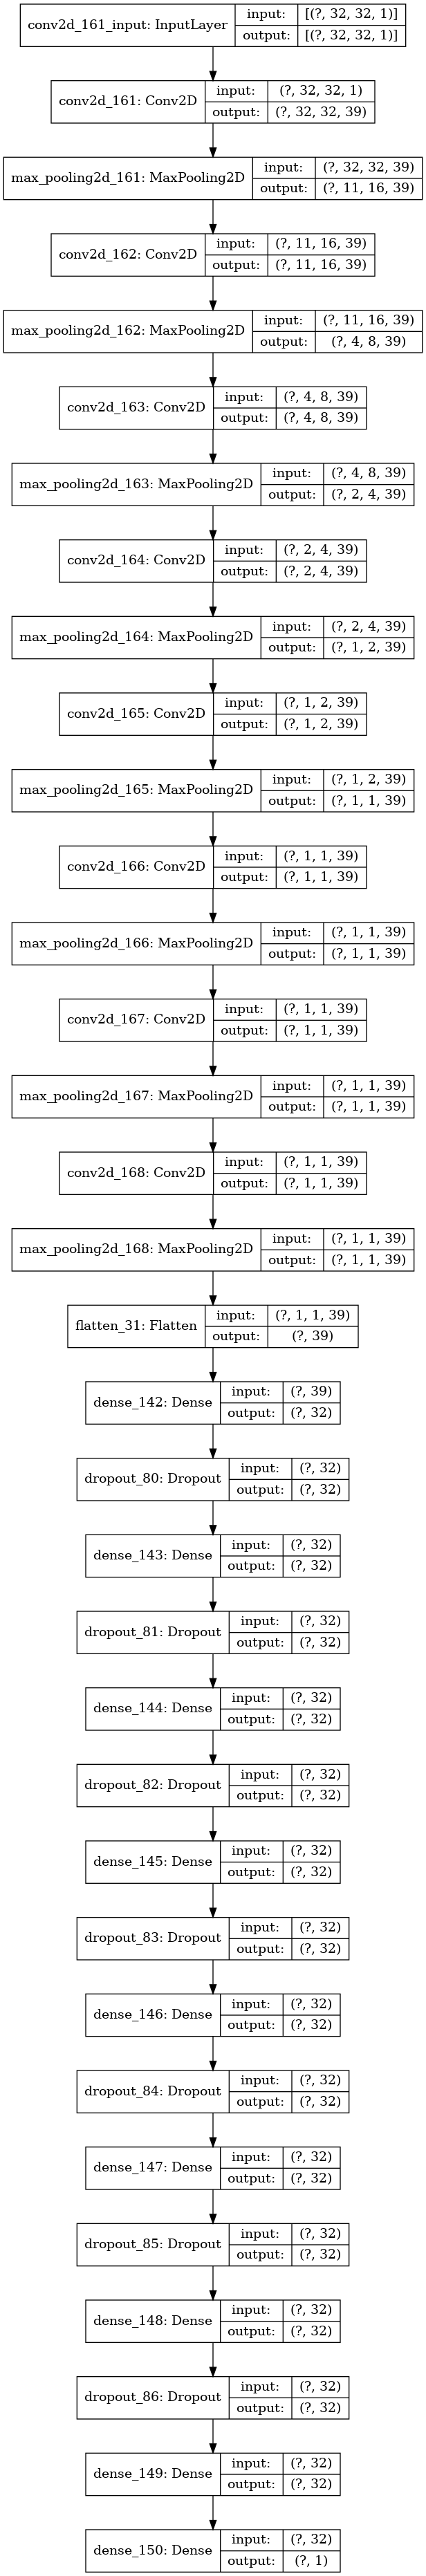 conv2d_161_input: InputLayer input: [(?, 32, 32, 1)]
output: [(?, 32, 32, 1)]
conv2d_161: Conv2D input: (?, 32, 32, 1)
output: (?, 32, 32, 39)
max_pooling2d_161: MaxPooling2D input: (?, 32, 32, 39)
output: (?, 11, 16, 39)
conv2d_162: Conv2D input: (?, 11, 16, 39)
output: (?, 11, 16, 39)
max_pooling2d_162: MaxPooling2D input: (?, 11, 16, 39)
output: (?, 4, 8, 39)
conv2d_163: Conv2D input: (?, 4, 8, 39)
output: (?, 4, 8, 39)
max_pooling2d_163: MaxPooling2D input: (?, 4, 8, 39)
output: (?, 2, 4, 39)
conv2d_164: Conv2D input: (?, 2, 4, 39)
output: (?, 2, 4, 39)
max_pooling2d_164: MaxPooling2D input: (?, 2, 4, 39)
output: (?, 1, 2, 39)
conv2d_165: Conv2D input: (?, 1, 2, 39)
output: (?, 1, 2, 39)
max_pooling2d_165: MaxPooling2D input: (?, 1, 2, 39)
output: (?, 1, 1, 39)
conv2d_166: Conv2D input: (?, 1, 1, 39)
output: (?, 1, 1, 39)
max_pooling2d_166: MaxPooling2D input: (?, 1, 1, 39)
output: (?, 1, 1, 39)
conv2d_167: Conv2D input: (?, 1, 1, 39)
output: (?, 1, 1, 39)
max_pooling2d_167: MaxPooling2D input: (?, 1, 1, 39)
output: (?, 1, 1, 39)
conv2d_168: Conv2D input: (?, 1, 1, 39)
output: (?, 1, 1, 39)
max_pooling2d_168: MaxPooling2D input: (?, 1, 1, 39)
output: (?, 1, 1, 39)
flatten_31: Flatten input: (?, 1, 1, 39)
output: (?, 39)
dense_142: Dense input: (?, 39)
output: (?, 32)
dropout_80: Dropout input: (?, 32)
output: (?, 32)
dense_143: Dense input: (?, 32)
output: (?, 32)
dropout_81: Dropout input: (?, 32)
output: (?, 32)
dense_144: Dense input: (?, 32)
output: (?, 32)
dropout_82: Dropout input: (?, 32)
output: (?, 32)
dense_145: Dense input: (?, 32)
output: (?, 32)
dropout_83: Dropout input: (?, 32)
output: (?, 32)
dense_146: Dense input: (?, 32)
output: (?, 32)
dropout_84: Dropout input: (?, 32)
output: (?, 32)
dense_147: Dense input: (?, 32)
output: (?, 32)
dropout_85: Dropout input: (?, 32)
output: (?, 32)
dense_148: Dense input: (?, 32)
output: (?, 32)
dropout_86: Dropout input: (?, 32)
output: (?, 32)
dense_149: Dense input: (?, 32)
output: (?, 32)
dense_150: Dense input: (?, 32)
output: (?, 1)